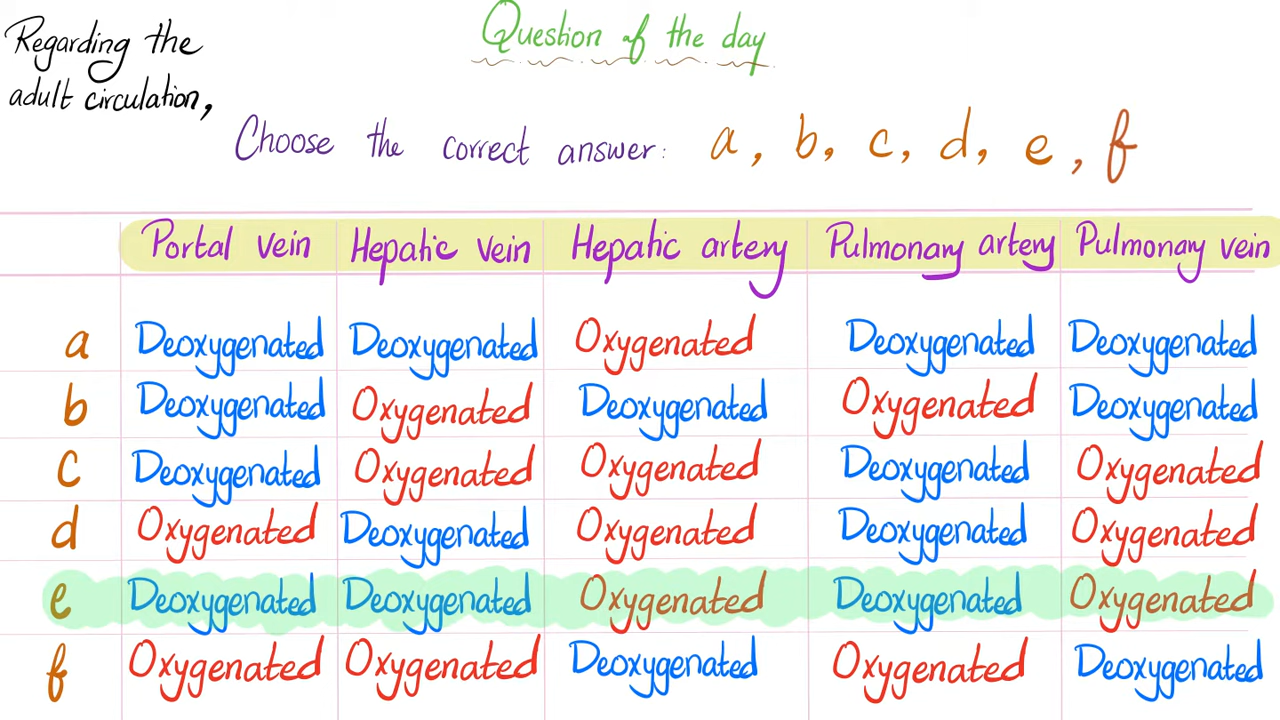 Question of the day
Regarding the
adult circulation,
Choose the correct answer: a, b, c, d, e, f
Portal vein Hepatic vein Hepatic artery Pulmonary artery Pulmonary vein
a Deoxygenated Deoxygenated Oxygenated Deoxygenated Deoxygenated
b Deoxygenated Oxygenated Deoxygenated Oxygenated Deoxygenated
c Deoxygenated Oxygenated Oxygenated Deoxygenated Oxygenated
d Oxygenated Deoxygenated Oxygenated Deoxygenated Oxygenated
e Deoxygenated Deoxygenated Oxygenated Deoxygenated Oxygenated
f Oxygenated Oxygenated Deoxygenated Oxygenated Deoxygenated